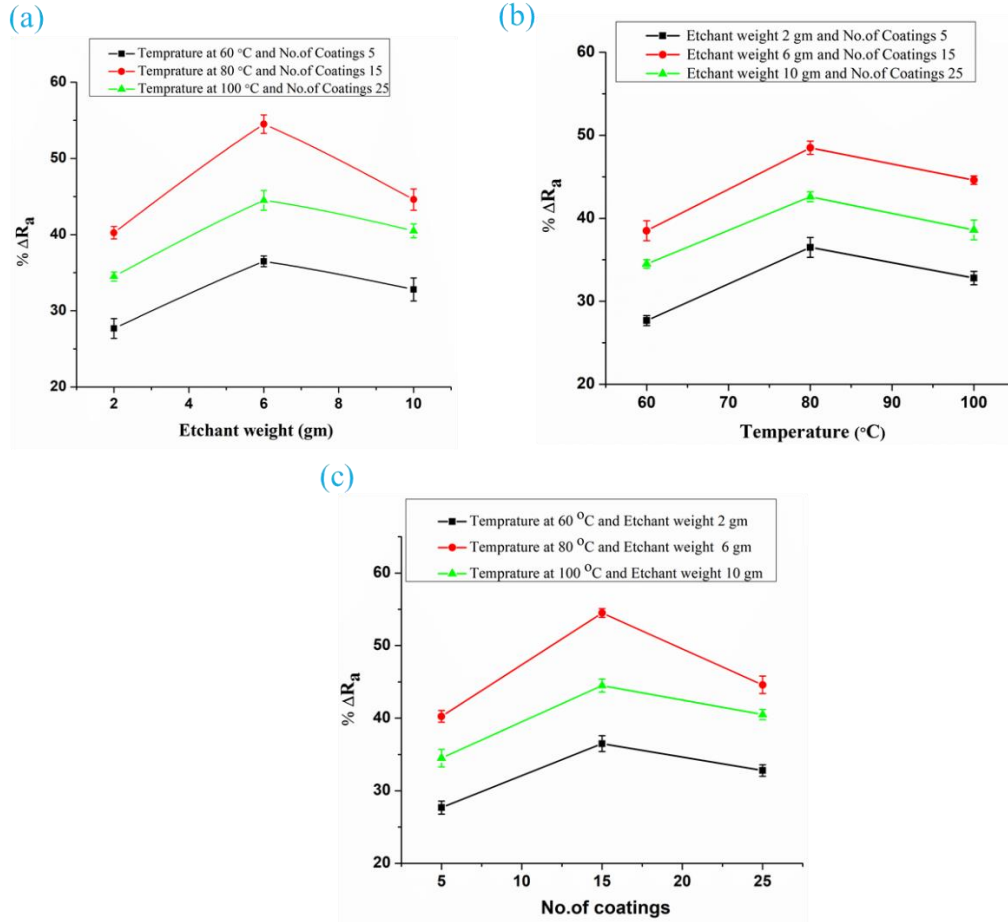 (a)
Temprature at 60 °C and No.of Coatings 5
Temprature at 80 °C and No.of Coatings 15
Temprature at 100 °C and No.of Coatings 25
60
50
40
30
20
% ΔRa
2 4 6 8 10
Etchant weight (gm)
(b)
Etchant weight 2 gm and No.of Coatings 5
Etchant weight 6 gm and No.of Coatings 15
Etchant weight 10 gm and No.of Coatings 25
60
50
40
30
20
% ΔRa
60 70 80 90 100
Temperature (°C)
(c)
Temprature at 60 °C and Etchant weight 2 gm
Temprature at 80 °C and Etchant weight 6 gm
Temprature at 100 °C and Etchant weight 10 gm
60
50
40
30
20
% ΔRa
5 10 15 20 25
No.of coatings